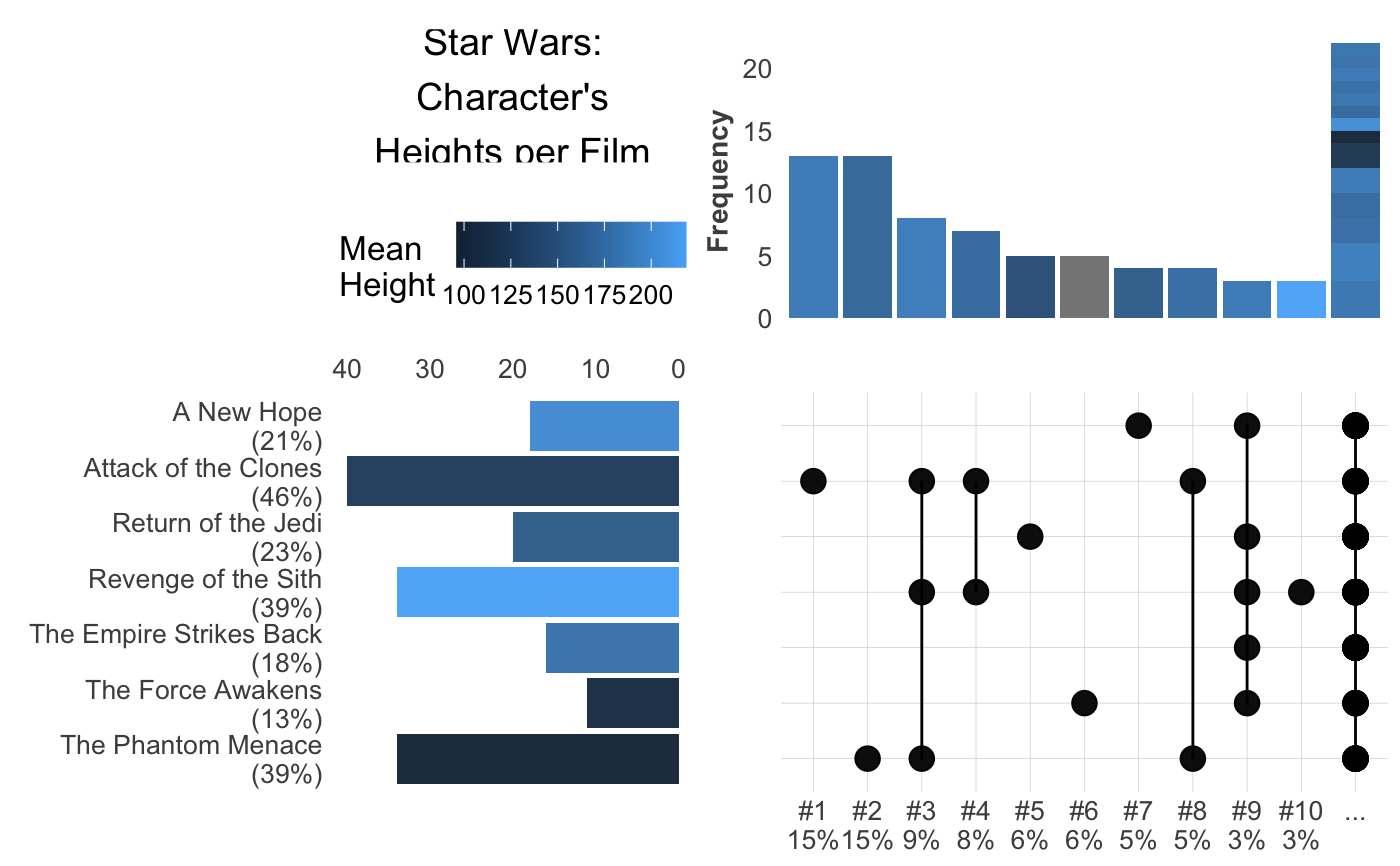 Star Wars:
Character's
Heights per Film
Mean
Height
100 125 150 175 200
Frequency
20
15
10
5
0
40 30 20 10 0
A New Hope
(21%)
Attack of the Clones
(46%)
Return of the Jedi
(23%)
Revenge of the Sith
(39%)
The Empire Strikes Back
(18%)
The Force Awakens
(13%)
The Phantom Menace
(39%)
#1 #2 #3 #4 #5 #6 #7 #8 #9 #10 ...
15% 15% 9% 8% 6% 6% 5% 5% 3% 3%